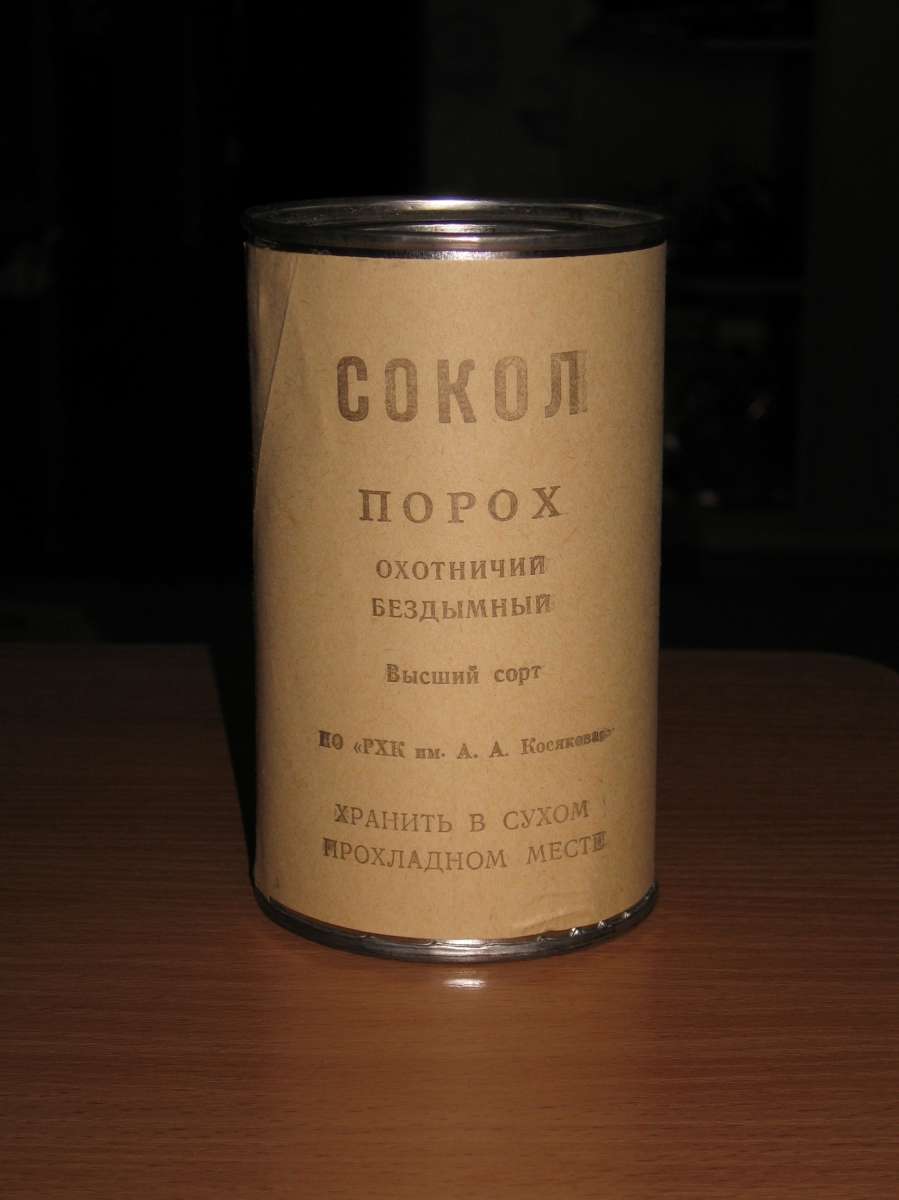 СОКОЛ
ПОРОХ
ОХОТНИЧИЙ
БЕЗДЫМНЫЙ
Высший сорт
ПО «РХК им. А. А. Косякова»
ХРАНИТЬ В СУХОМ
ПРОХЛАДНОМ МЕСТЕ